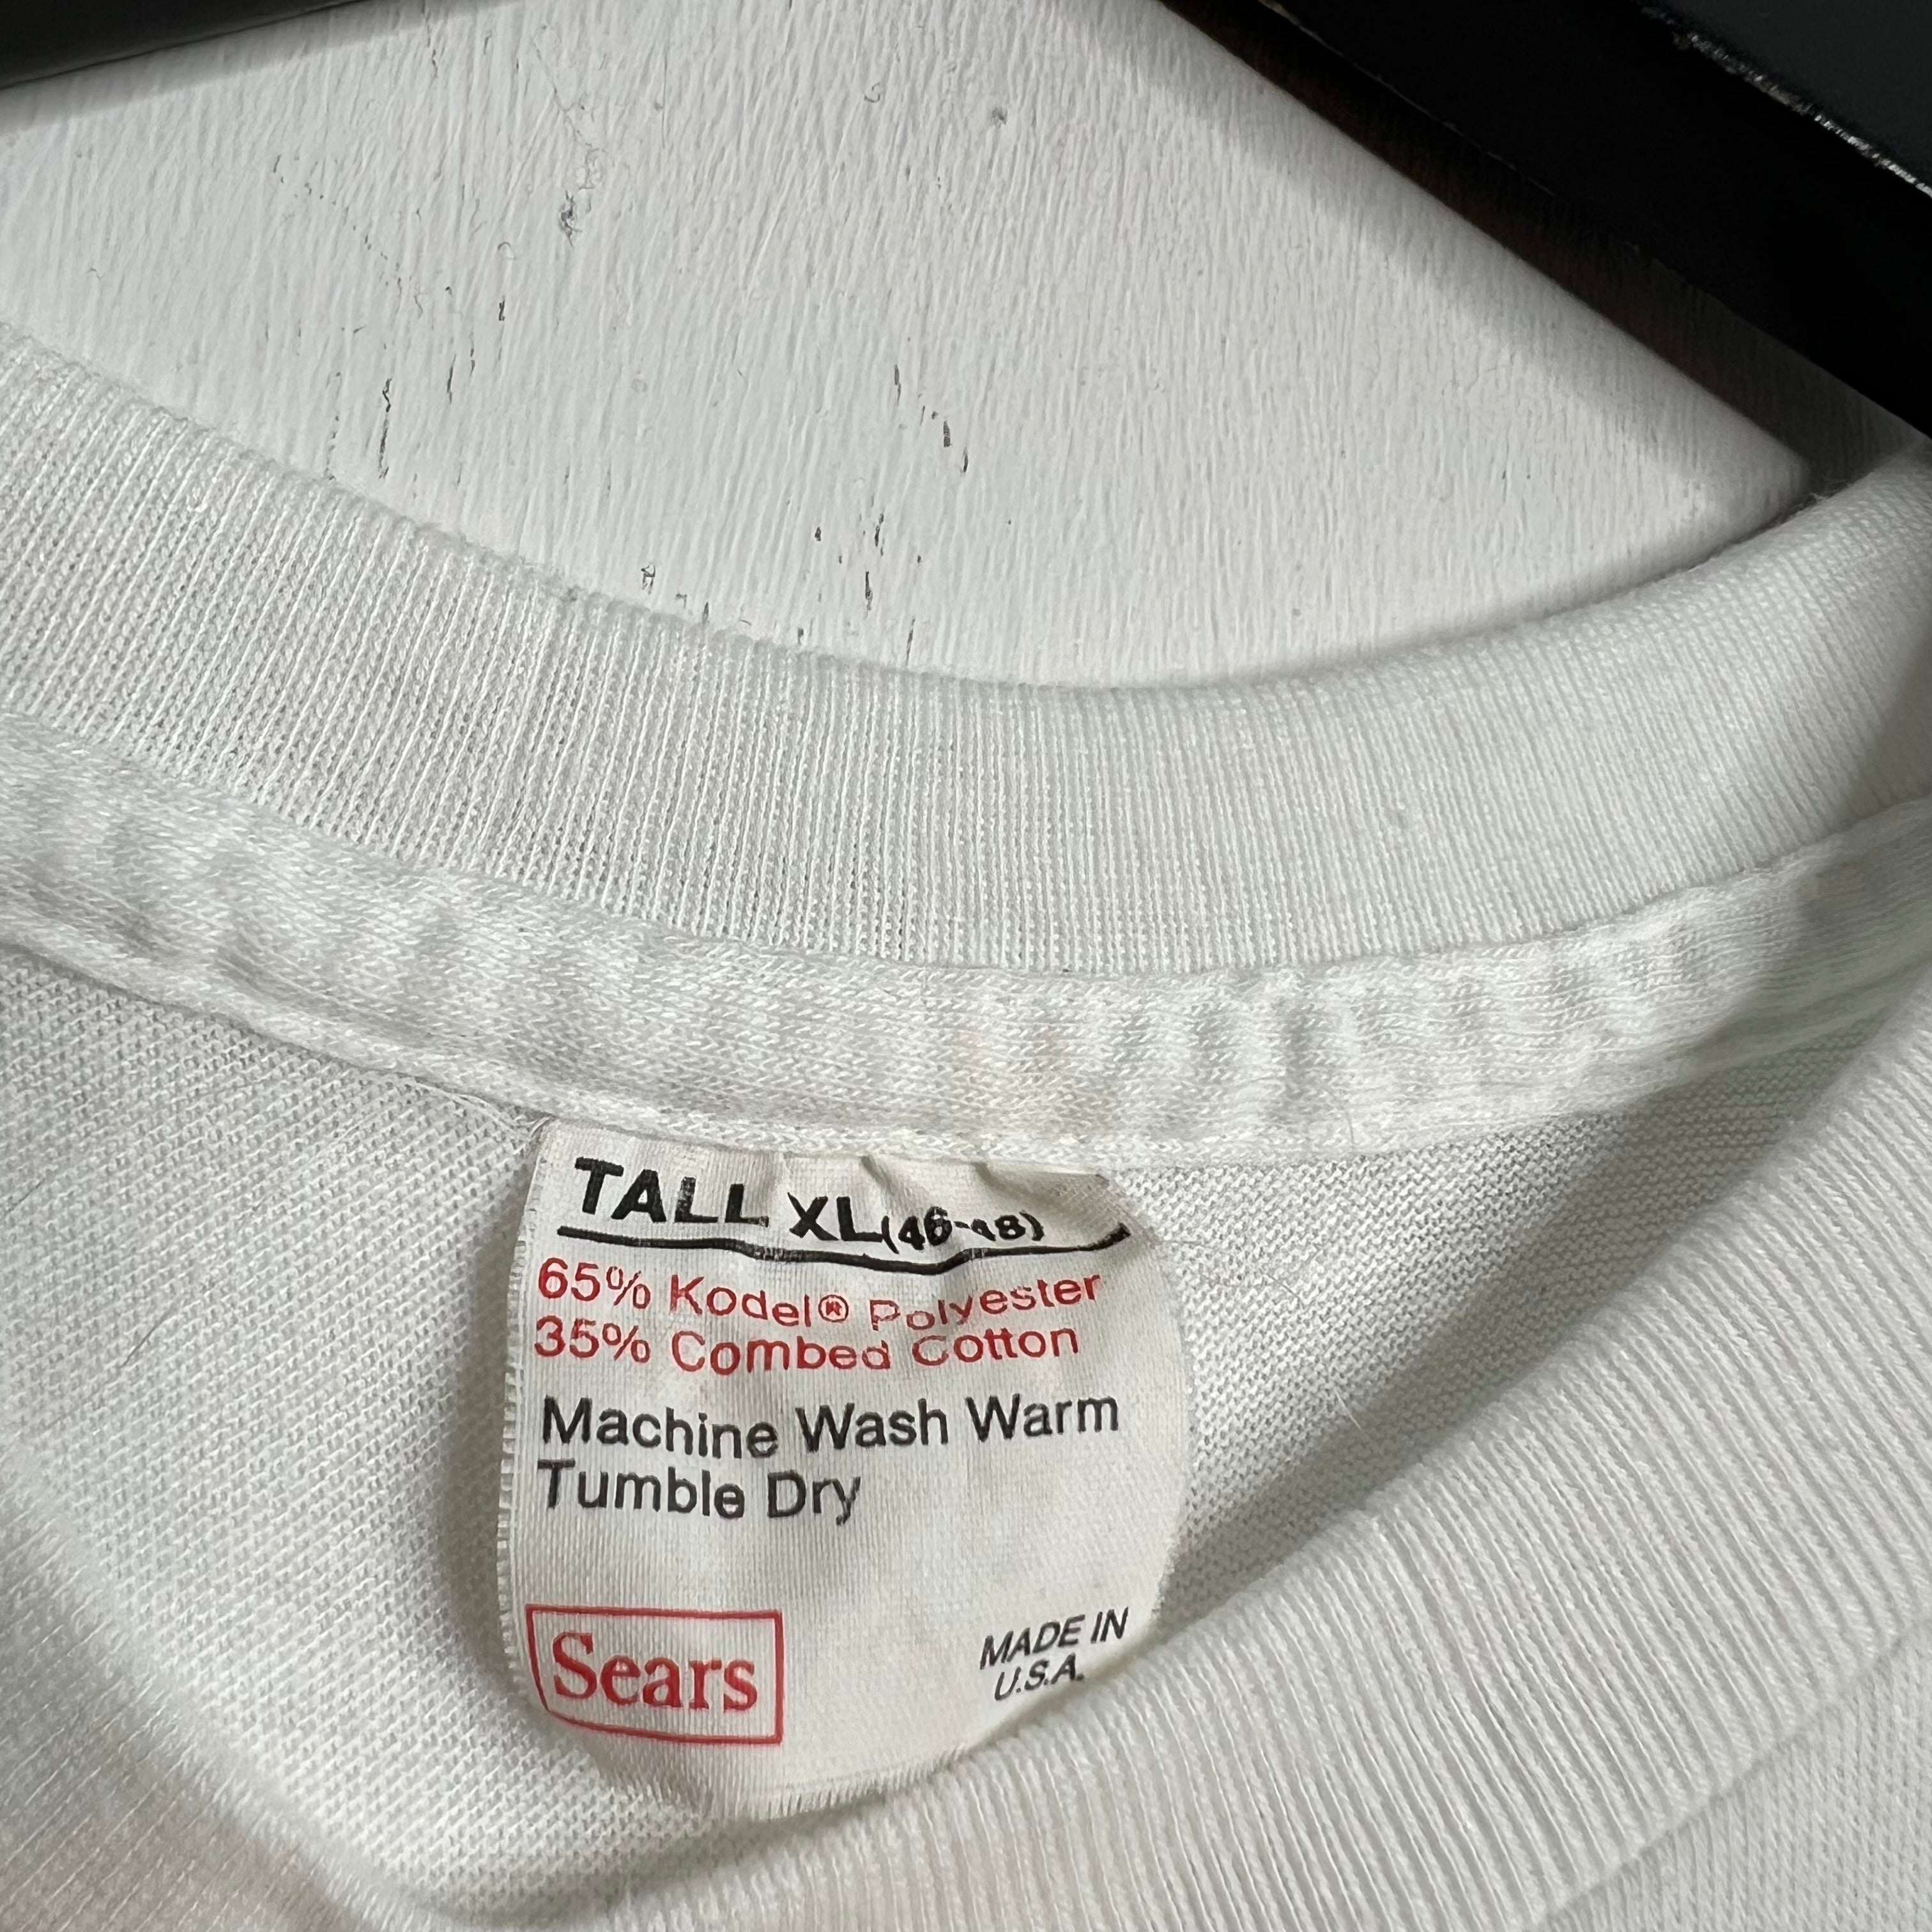 TALL XL(46-48)
65% Kodel® Polyester
35% Combed Cotton
Machine Wash Warm
Tumble Dry
Sears
MADE IN
U.S.A.